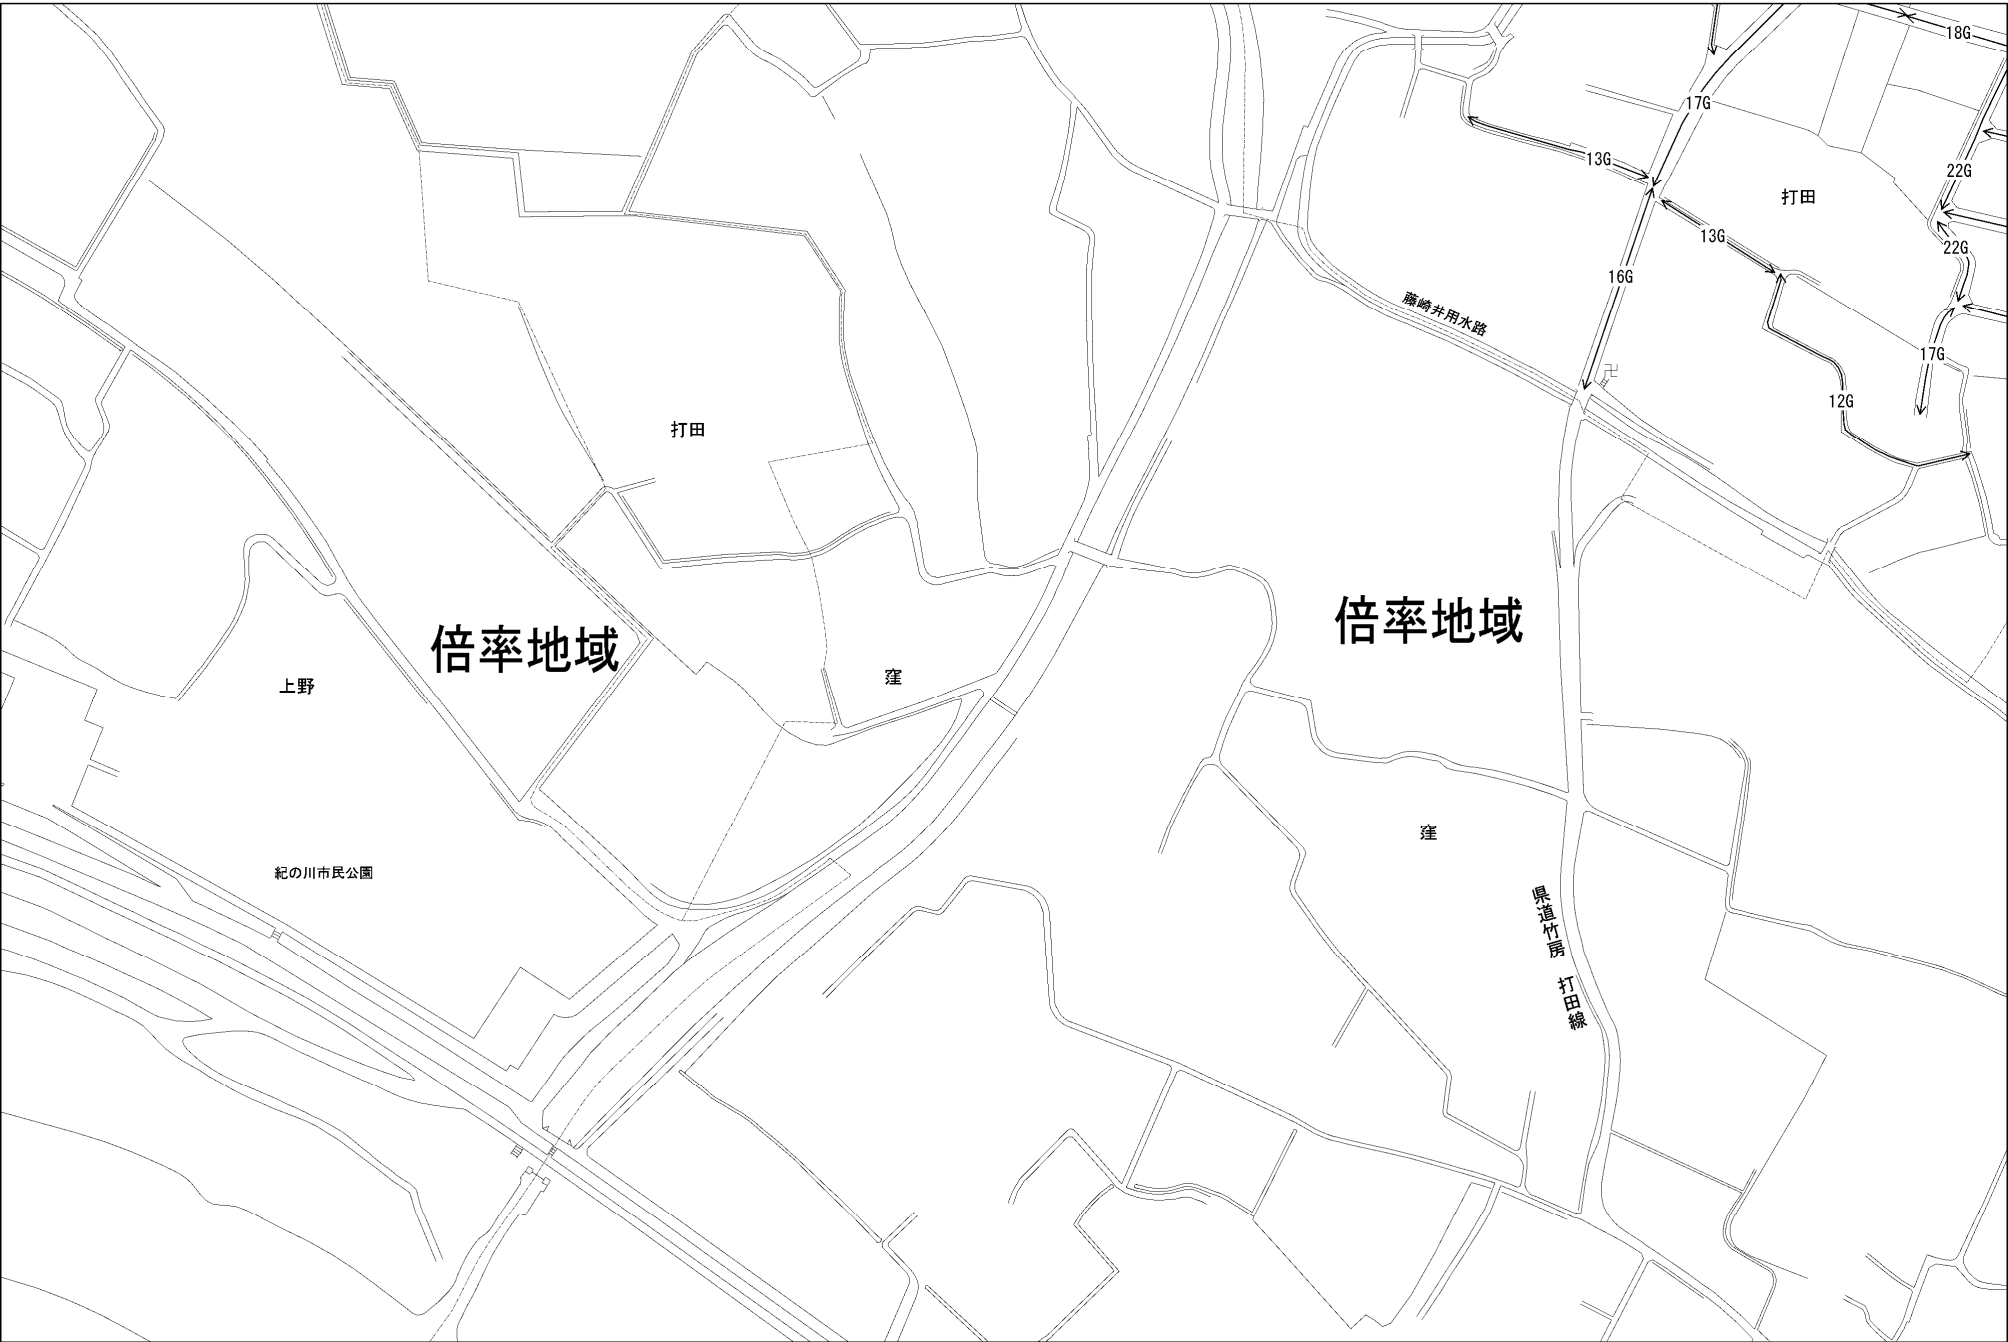 18G
17G
13G
22G
打田
13G
22G
16G
藤崎井用水路
17G
卍
12G
打田
倍率地域
倍率地域
窪
上野
窪
紀の川市民公園
県道竹房 打田線